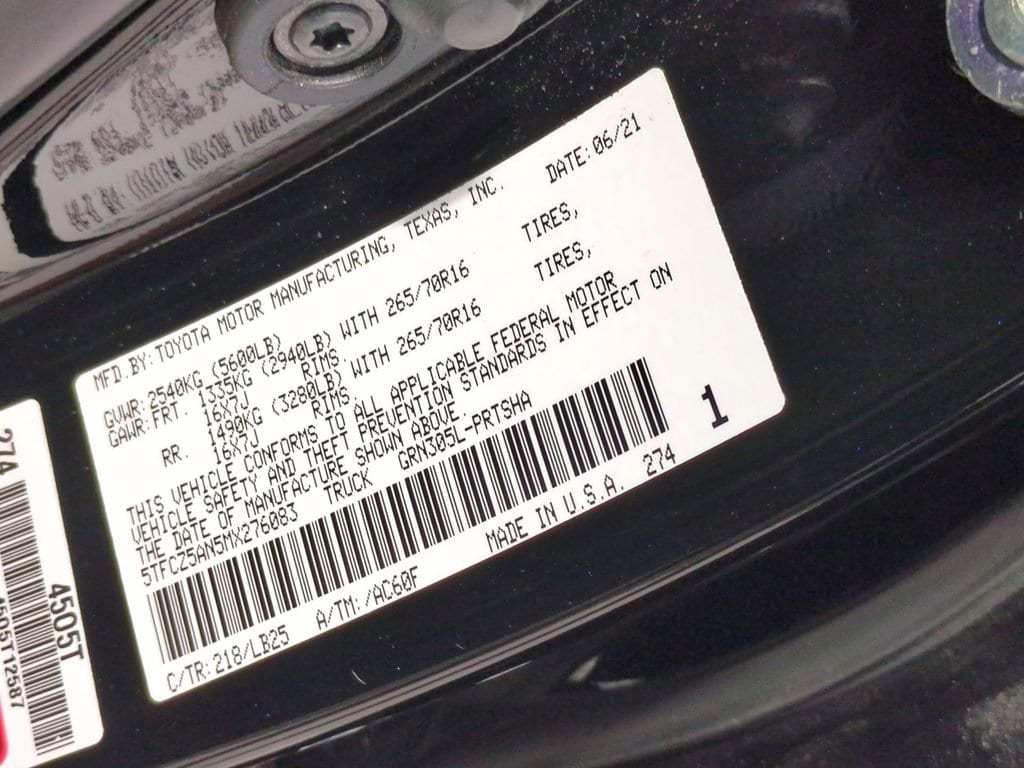 MFD.BY:TOYOTA MOTOR MANUFACTURING, TEXAS, INC. DATE:06/21
GVWR:2540KG (5600LB)
GAWR:FRT. 1335KG (2940LB) WITH 265/70R16 TIRES,
16X7J RIMS
RR. 1490KG (3280LB) WITH 265/70R16 TIRES,
16X7J RIMS
THIS VEHICLE CONFORMS TO ALL APPLICABLE FEDERAL MOTOR
VEHICLE SAFETY AND THEFT PREVENTION STANDARDS IN EFFECT ON
THE DATE OF MANUFACTURE SHOWN ABOVE.
5TFCZ5AN5MX276083 TRUCK GRN305L-PRTSHA
1
C/TR:218/LB25 A/TM:/AC60F MADE IN U.S.A. 274
27A
4505T
4505T12587